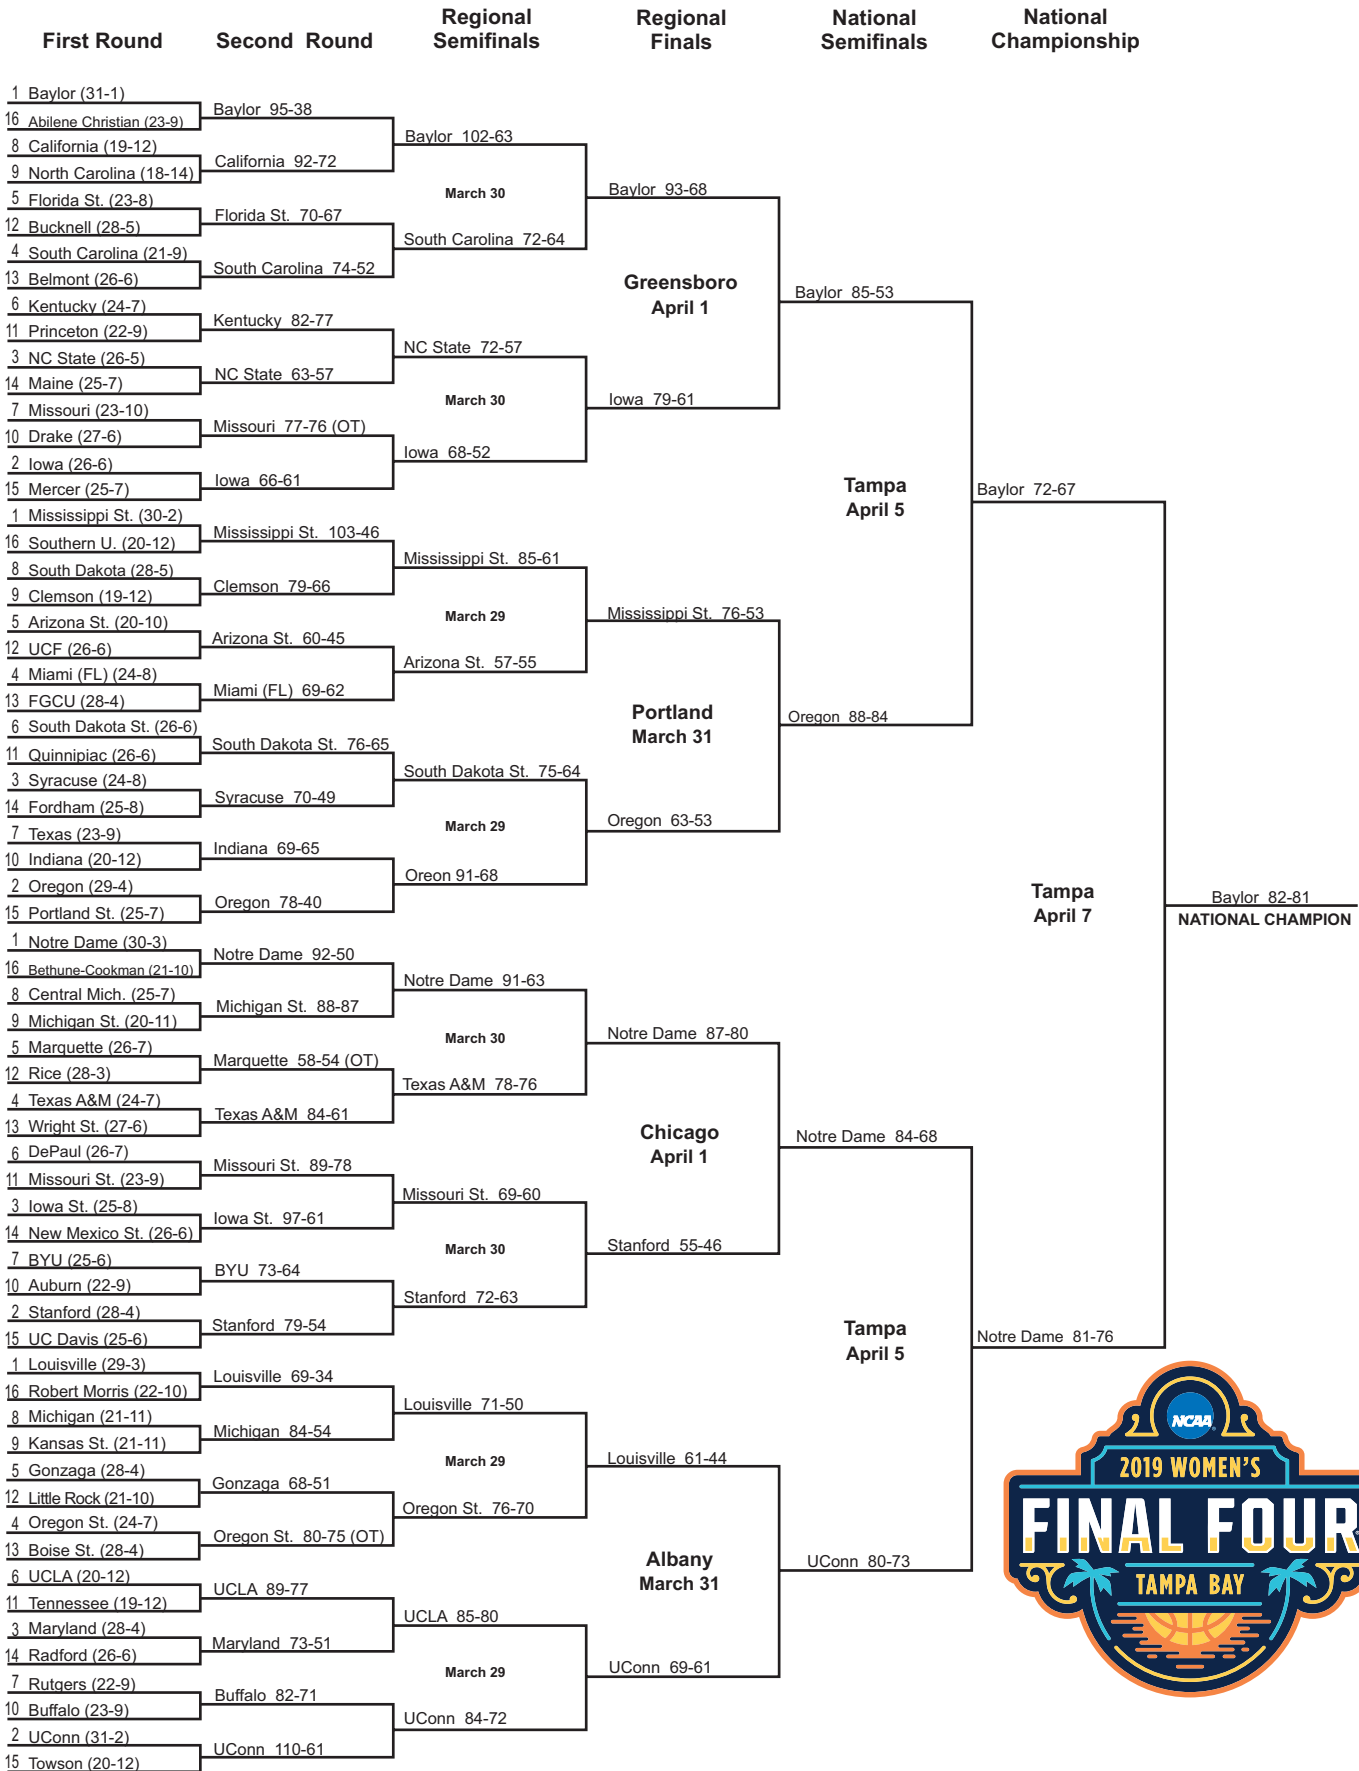 First Round
Second Round
Regional
Semifinals
Regional
Finals
National
Semifinals
National
Championship
1 Baylor (31-1)
16 Abilene Christian (23-9)
8 California (19-12)
9 North Carolina (18-14)
5 Florida St. (23-8)
12 Bucknell (28-5)
4 South Carolina (21-9)
13 Belmont (26-6)
6 Kentucky (24-7)
11 Princeton (22-9)
3 NC State (26-5)
14 Maine (25-7)
7 Missouri (23-10)
10 Drake (27-6)
2 Iowa (26-6)
15 Mercer (25-7)
1 Mississippi St. (30-2)
16 Southern U. (20-12)
8 South Dakota (28-5)
9 Clemson (19-12)
5 Arizona St. (20-10)
12 UCF (26-6)
4 Miami (FL) (24-8)
13 FGCU (28-4)
6 South Dakota St. (26-6)
11 Quinnipiac (26-6)
3 Syracuse (24-8)
14 Fordham (25-8)
7 Texas (23-9)
10 Indiana (20-12)
2 Oregon (29-4)
15 Portland St. (25-7)
1 Notre Dame (30-3)
16 Bethune-Cookman (21-10)
8 Central Mich. (25-7)
9 Michigan St. (20-11)
5 Marquette (26-7)
12 Rice (28-3)
4 Texas A&M (24-7)
13 Wright St. (27-6)
6 DePaul (26-7)
11 Missouri St. (23-9)
3 Iowa St. (25-8)
14 New Mexico St. (26-6)
7 BYU (25-6)
10 Auburn (22-9)
2 Stanford (28-4)
15 UC Davis (25-6)
1 Louisville (29-3)
16 Robert Morris (22-10)
8 Michigan (21-11)
9 Kansas St. (21-11)
5 Gonzaga (28-4)
12 Little Rock (21-10)
4 Oregon St. (24-7)
13 Boise St. (28-4)
6 UCLA (20-12)
11 Tennessee (19-12)
3 Maryland (28-4)
14 Radford (26-6)
7 Rutgers (22-9)
10 Buffalo (23-9)
2 UConn (31-2)
15 Towson (20-12)
Baylor 95-38
California 92-72
Florida St. 70-67
South Carolina 74-52
Kentucky 82-77
NC State 63-57
Missouri 77-76 (OT)
Iowa 66-61
Mississippi St. 103-46
Clemson 79-66
Arizona St. 60-45
Miami (FL) 69-62
South Dakota St. 76-65
Syracuse 70-49
Indiana 69-65
Oregon 78-40
Notre Dame 92-50
Michigan St. 88-87
Marquette 58-54 (OT)
Texas A&M 84-61
Missouri St. 89-78
Iowa St. 97-61
BYU 73-64
Stanford 79-54
Louisville 69-34
Michigan 84-54
Gonzaga 68-51
Oregon St. 80-75 (OT)
UCLA 89-77
Maryland 73-51
Buffalo 82-71
UConn 110-61
Baylor 102-63
March 30
South Carolina 72-64
NC State 72-57
March 30
Iowa 68-52
Mississippi St. 85-61
March 29
Arizona St. 57-55
South Dakota St. 75-64
March 29
Oreon 91-68
Notre Dame 91-63
March 30
Texas A&M 78-76
Missouri St. 69-60
March 30
Stanford 72-63
Louisville 71-50
March 29
Oregon St. 76-70
UCLA 85-80
March 29
UConn 84-72
Baylor 93-68
Greensboro
April 1
Iowa 79-61
Mississippi St. 76-53
Portland
March 31
Oregon 63-53
Notre Dame 87-80
Chicago
April 1
Stanford 55-46
Louisville 61-44
Albany
March 31
UConn 69-61
Baylor 85-53
Tampa
April 5
Oregon 88-84
Notre Dame 84-68
Tampa
April 5
UConn 80-73
Baylor 72-67
Tampa
April 7
Notre Dame 81-76
Baylor 82-81
NATIONAL CHAMPION
NCAA
2019 WOMEN'S
FINAL FOUR
TAMPA BAY